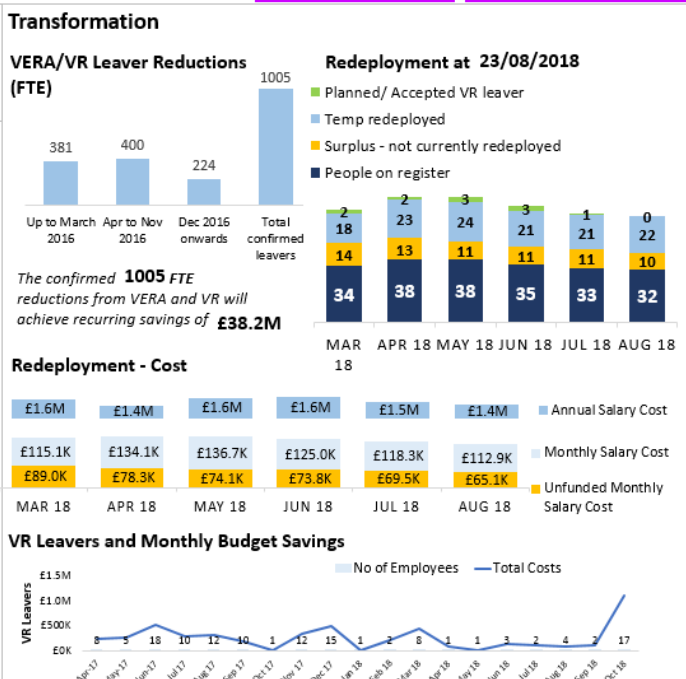 Transformation
VERA/VR Leaver Reductions
(FTE)
1005
381
400
224
Up to March
2016
Apr to Nov
2016
Dec 2016
onwards
Total
confirmed
leavers
The confirmed 1005 FTE
reductions from VERA and VR will
achieve recurring savings of £38.2M
Redeployment at 23/08/2018
Planned/ Accepted VR leaver
Temp redeployed
Surplus - not currently redeployed
People on register
2 2 3 3 1 0
18 23 24 21 21 22
14 13 11 11 11 10
34 38 38 35 33 32
MAR 18
APR 18 MAY 18 JUN 18 JUL 18 AUG 18
Redeployment - Cost
£1.6M £1.4M £1.6M £1.6M £1.5M £1.4M
Annual Salary Cost
£115.1K £134.1K £136.7K £125.0K £118.3K £112.9K
Monthly Salary Cost
£89.0K £78.3K £74.1K £73.8K £69.5K £65.1K
Unfunded Monthly
Salary Cost
MAR 18 APR 18 MAY 18 JUN 18 JUL 18 AUG 18
VR Leavers and Monthly Budget Savings
No of Employees Total Costs
VR Leavers
£1.5M
£1.0M
£500K
£0K
8 5 18 10 12 10 1 12 15 1 2 8 1 1 3 2 4 2 17